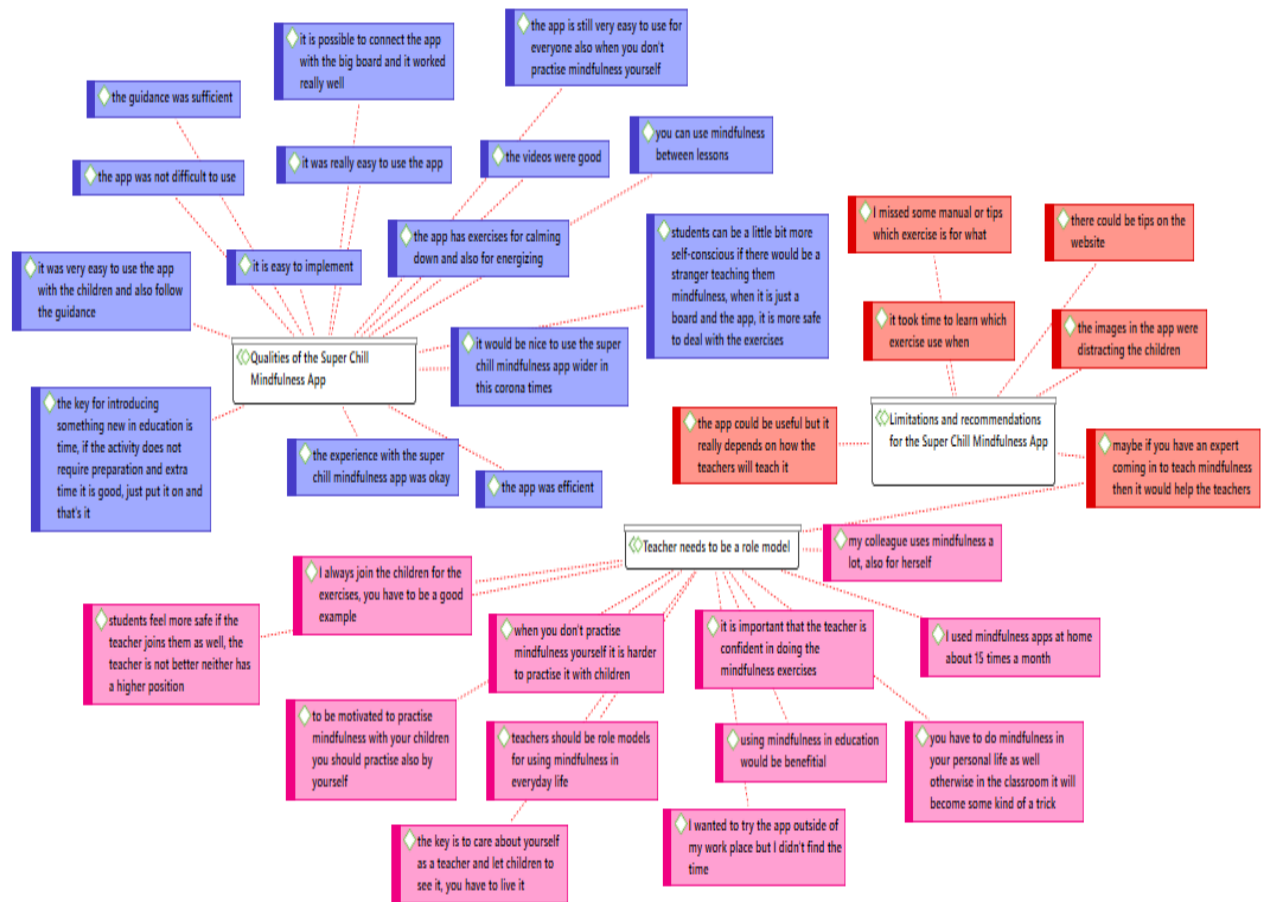 it is possible to connect the app
with the big board and it worked
really well
the app is still very easy to use for
everyone also when you don't
practise mindfulness yourself
the guidance was sufficient
you can use mindfulness
between lessons
it was really easy to use the app
the videos were good
the app was not difficult to use
I missed some manual or tips
which exercise is for what
there could be tips on the
website
the app has exercises for calming
down and also for energizing
students can be a little bit more
self-conscious if there would be a
stranger teaching them
mindfulness, when it is just a
board and the app, it is more safe
to deal with the exercises
it was very easy to use the app
with the children and also follow
the guidance
it is easy to implement
it took time to learn which
exercise use when
the images in the app were
distracting the children
Qualities of the Super Chill
Mindfulness App
it would be nice to use the super
chill mindfulness app wider in
this corona times
the key for introducing
something new in education is
time, if the activity does not
require preparation and extra
time it is good, just put it on and
that's it
the app could be useful but it
really depends on how the
teachers will teach it
Limitations and recommendations
for the Super Chill Mindfulness App
maybe if you have an expert
coming in to teach mindfulness
then it would help the teachers
the experience with the super
chill mindfulness app was okay
the app was efficient
Teacher needs to be a role model
my colleague uses mindfulness a
lot, also for herself
I always join the children for the
exercises, you have to be a good
example
students feel more safe if the
teacher joins them as well, the
teacher is not better neither has
a higher position
when you don't practise
mindfulness yourself it is harder
to practise it with children
it is important that the teacher is
confident in doing the
mindfulness exercises
I used mindfulness apps at home
about 15 times a month
to be motivated to practise
mindfulness with your children
you should practise also by
yourself
teachers should be role models
for using mindfulness in
everyday life
using mindfulness in education
would be benefitial
you have to do mindfulness in
your personal life as well
otherwise in the classroom it will
become some kind of a trick
the key is to care about yourself
as a teacher and let children to
see it, you have to live it
I wanted to try the app outside of
my work place but I didn't find the
time